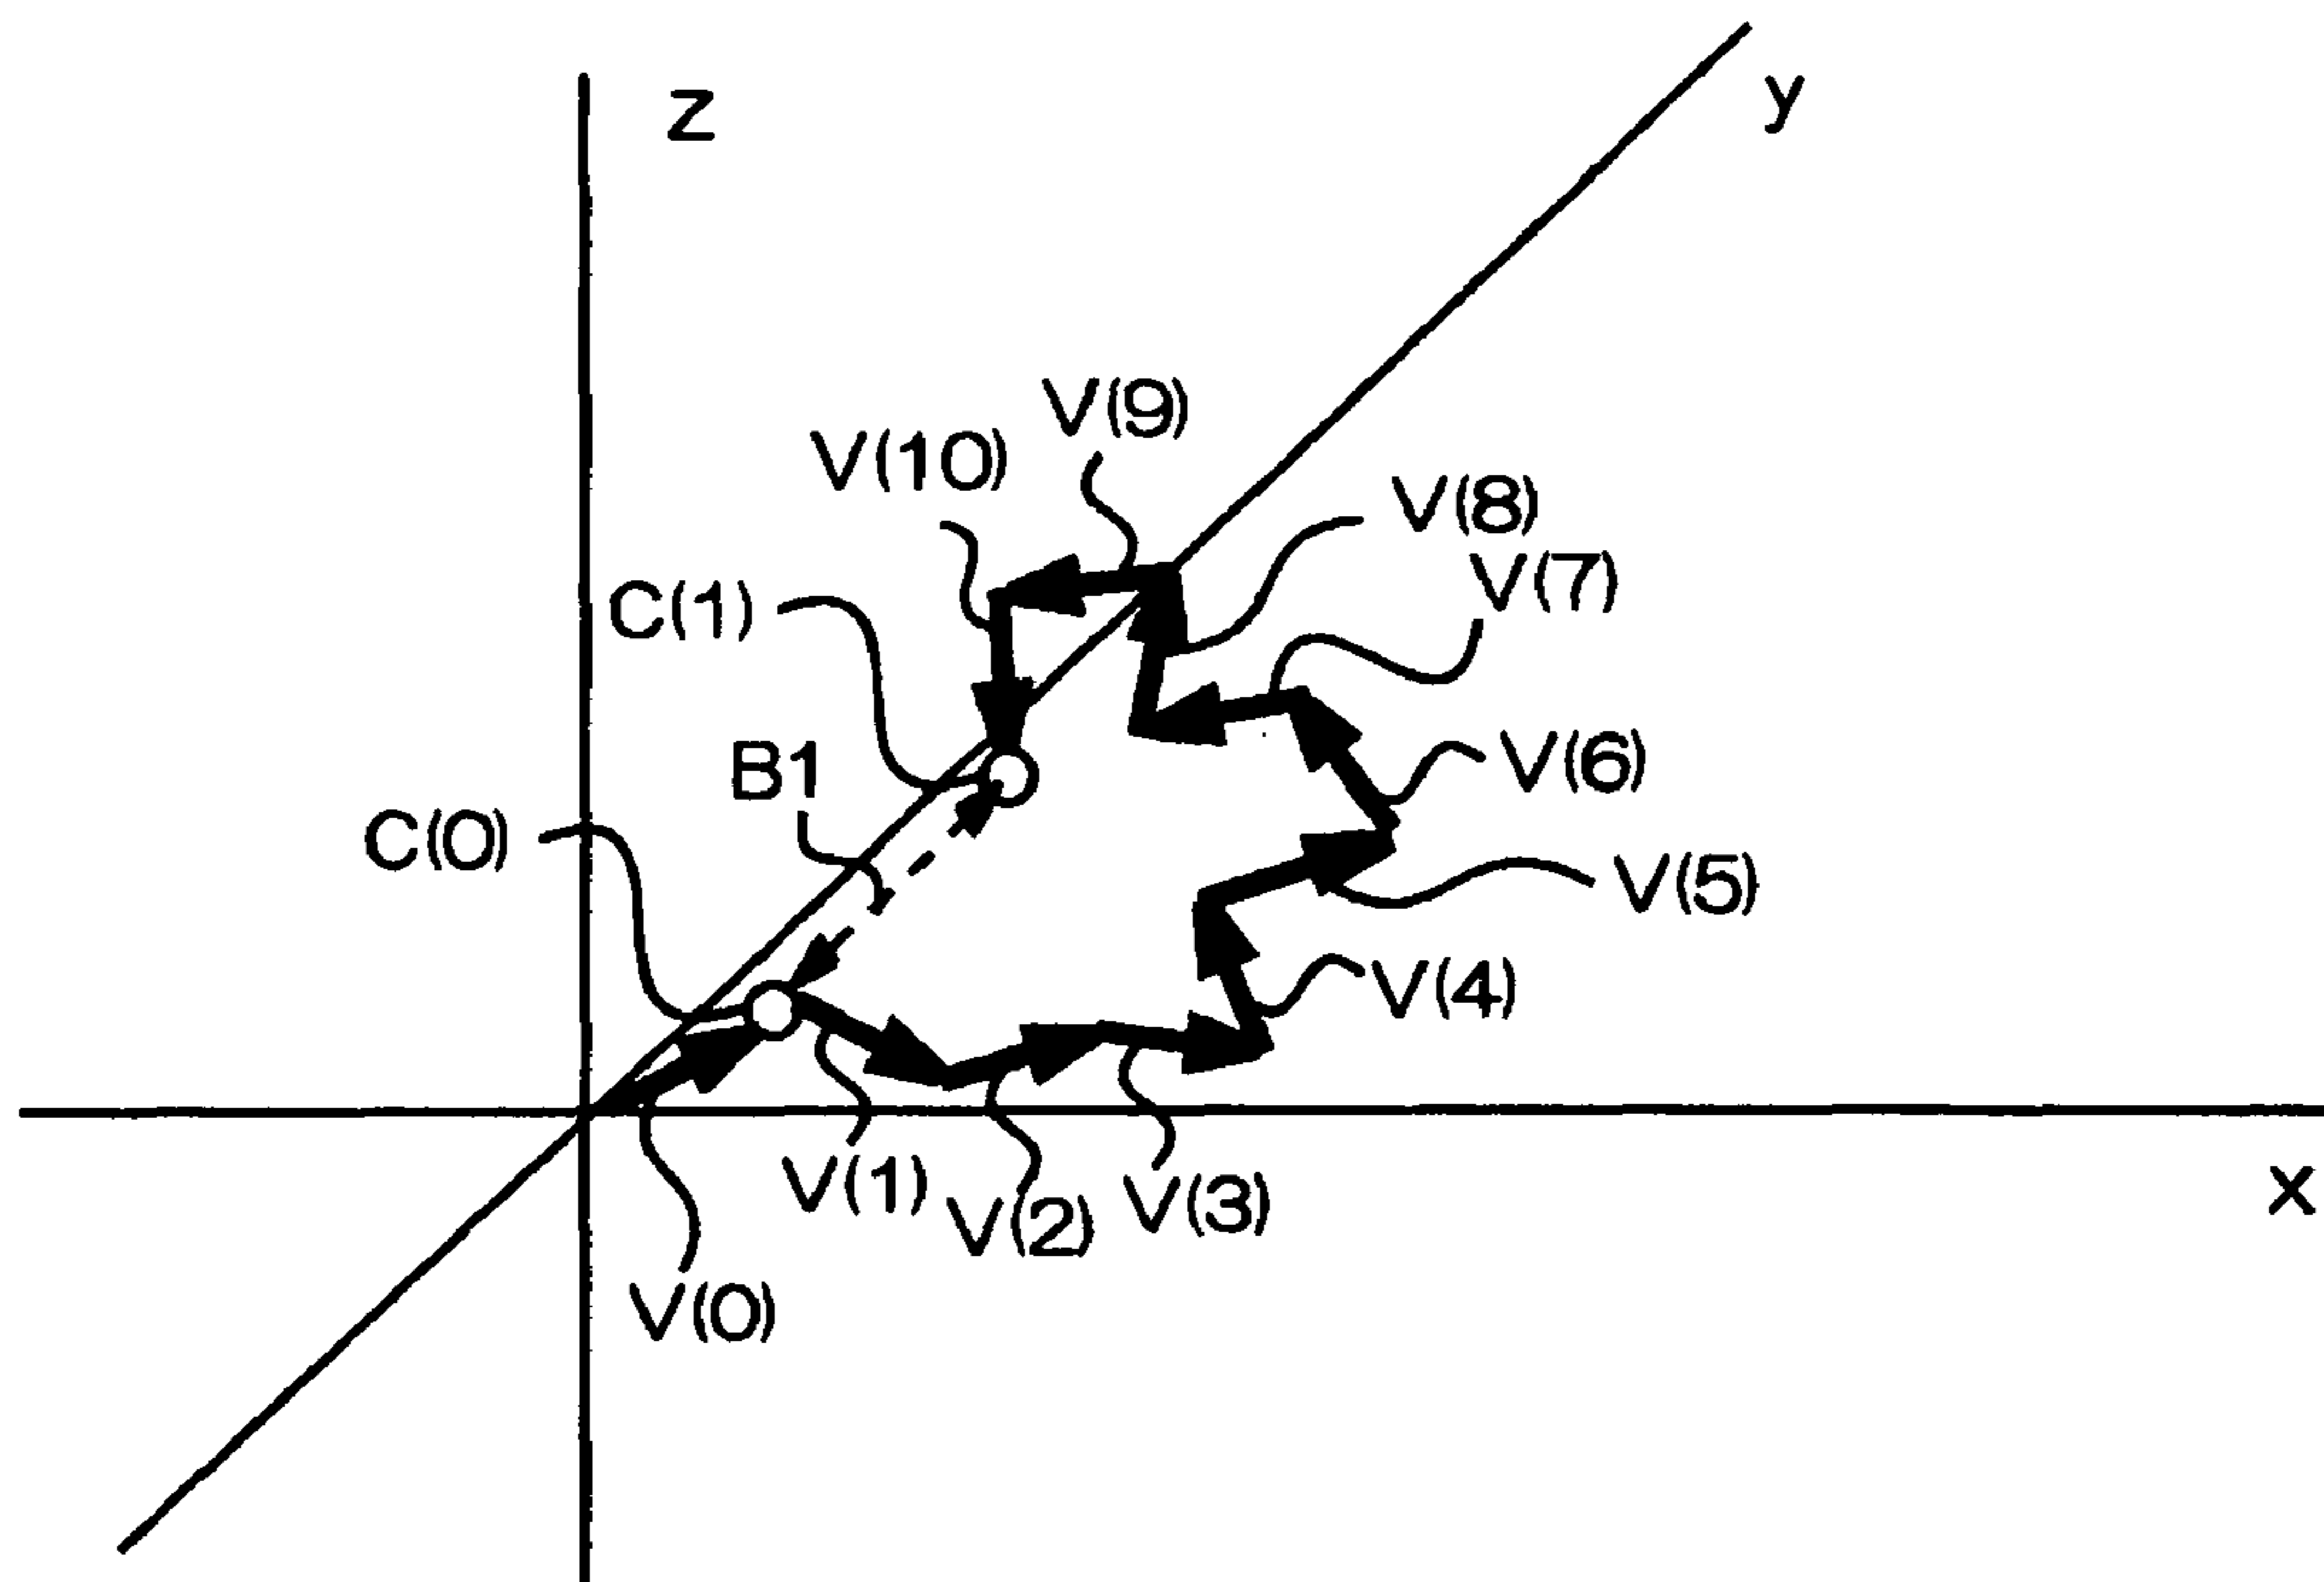 z
y
V(9)
V(10)
V(8)
V(7)
C(1)
B1
V(6)
C(0)
V(5)
V(4)
x
V(1)
V(2)
V(3)
V(0)